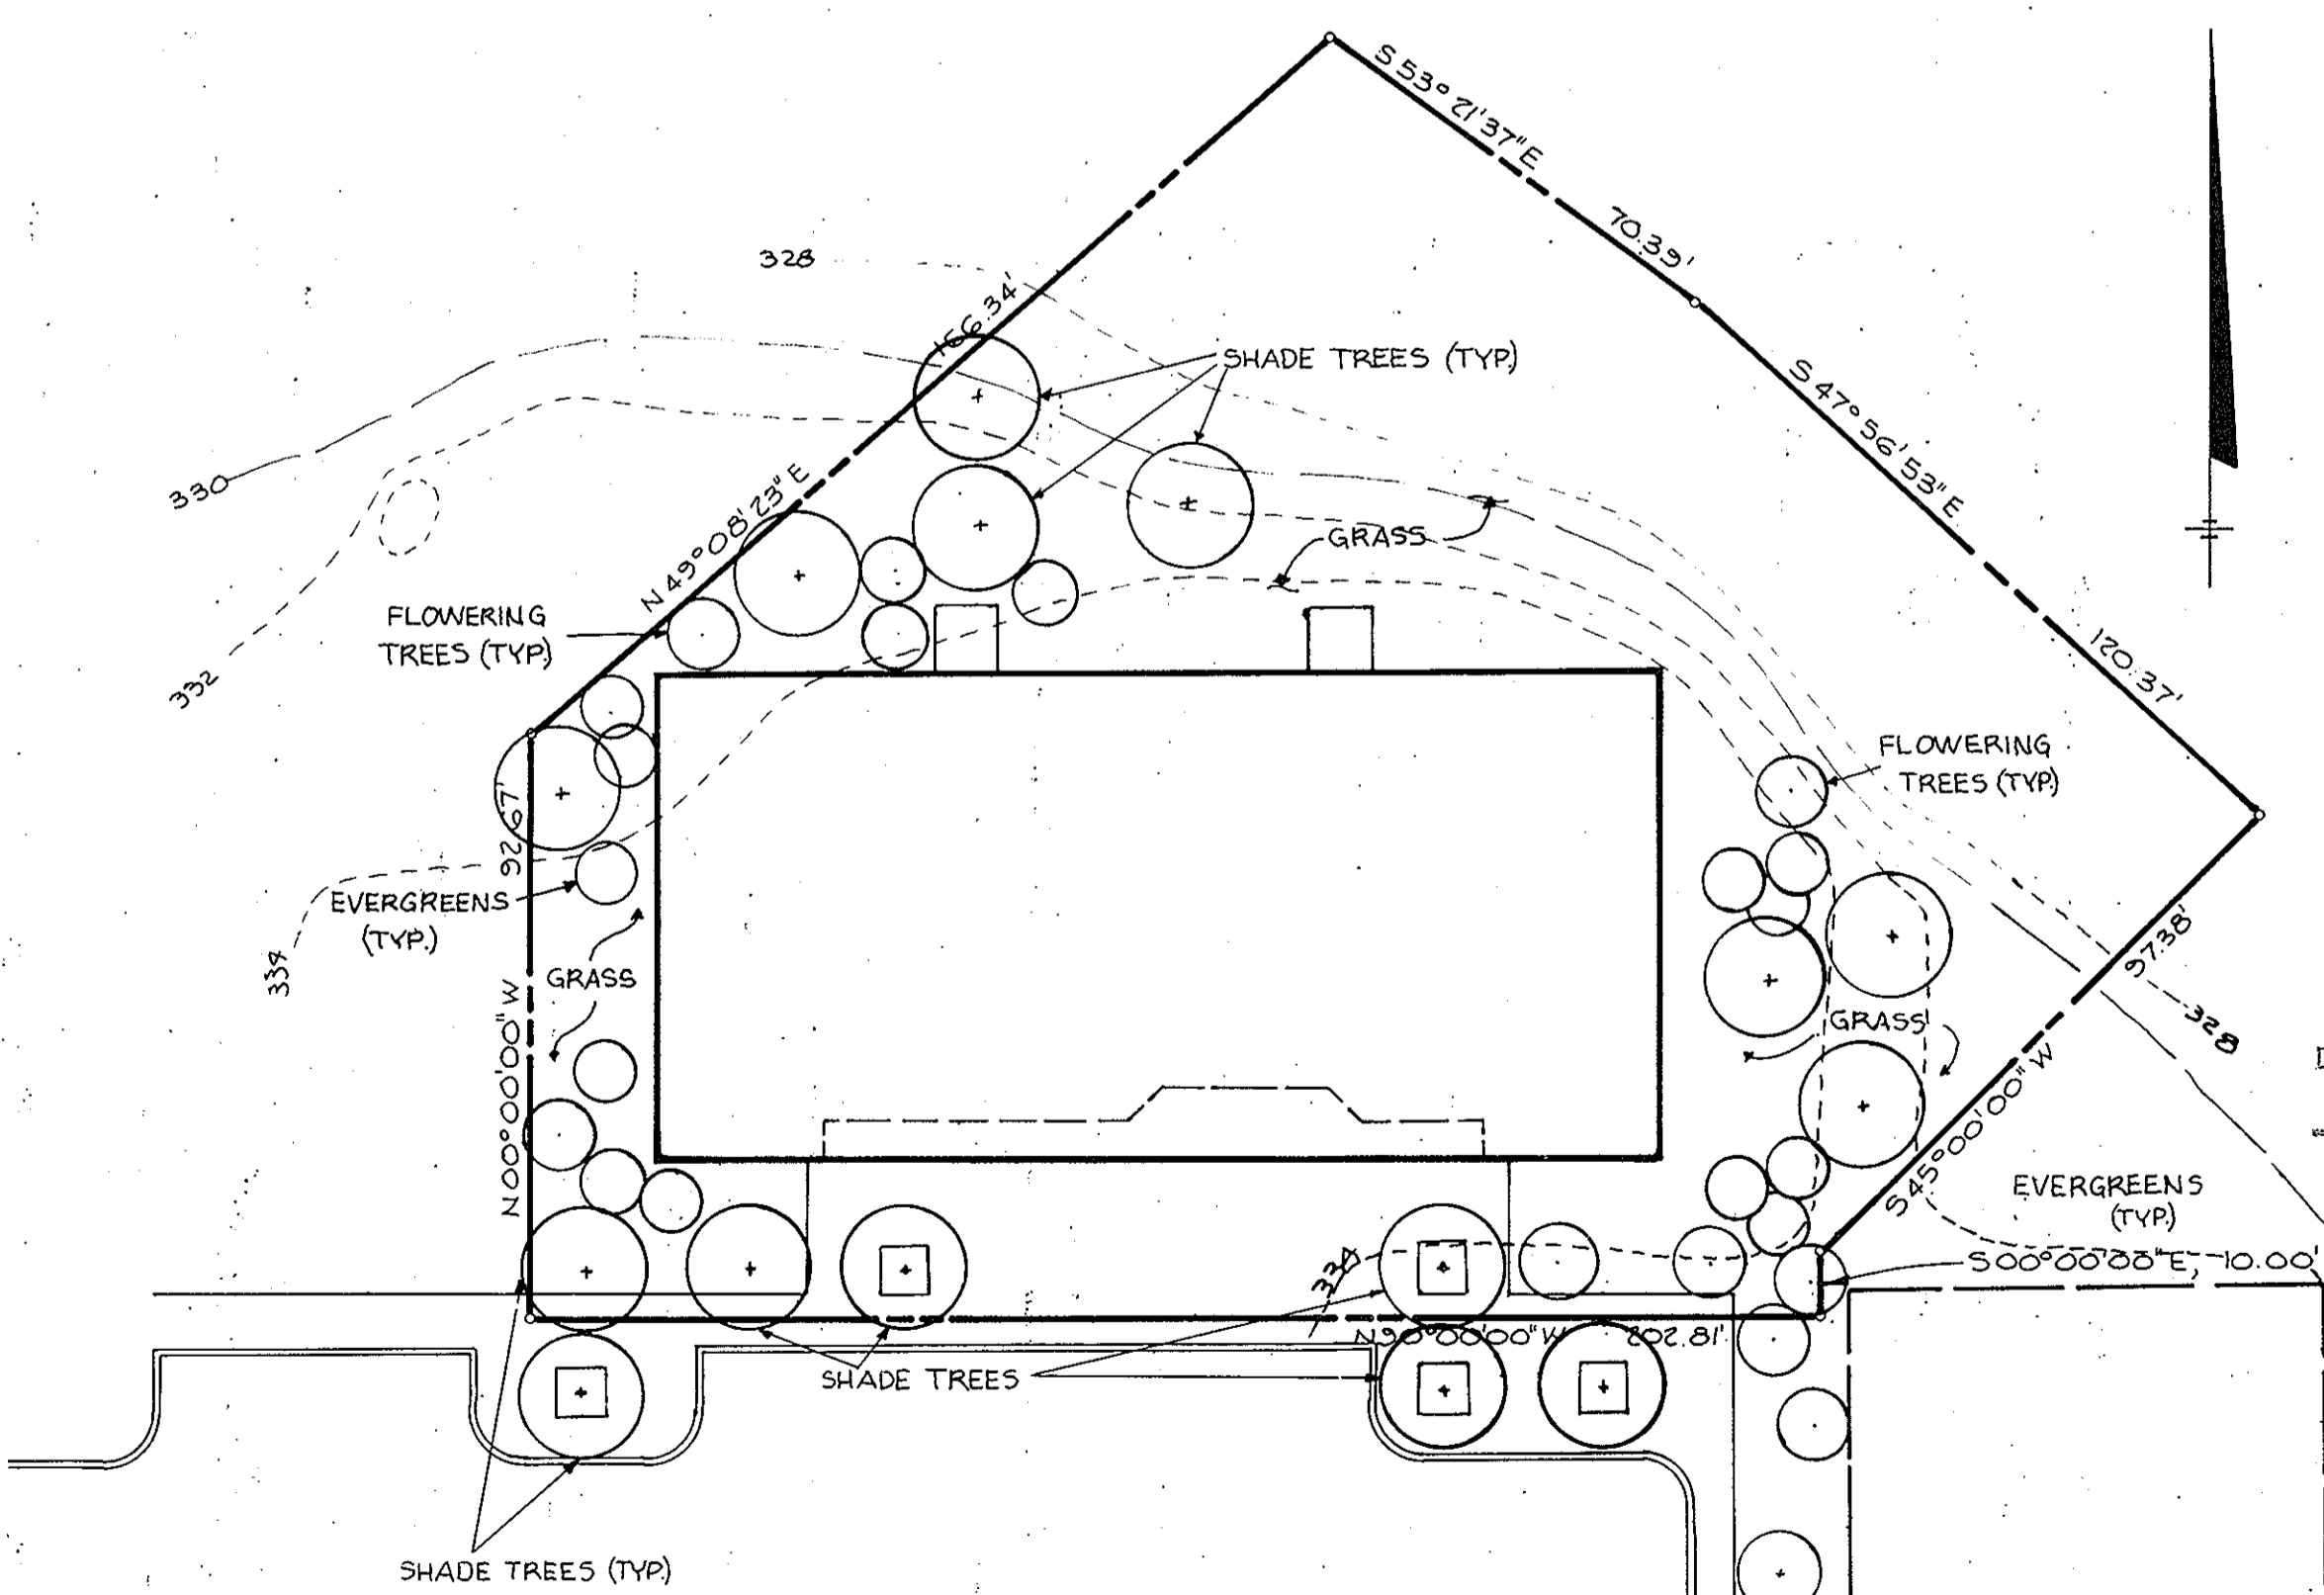 S 53° 21' 37" E
70.39'
328
166.34'
SHADE TREES (TYP.)
S 47° 56' 53" E
330
N 49° 08' 23" E
GRASS
FLOWERING
TREES (TYP.)
120.37'
332
FLOWERING
TREES (TYP.)
92.67'
EVERGREENS
(TYP.)
334
GRASS
97.38'
N 00° 00' 00" W
GRASS
328
S 45° 00' 00" W
EVERGREENS
(TYP.)
S 00° 00' 00" E, 10.00'
334
N 90° 00' 00" W 202.81'
SHADE TREES
SHADE TREES (TYP.)